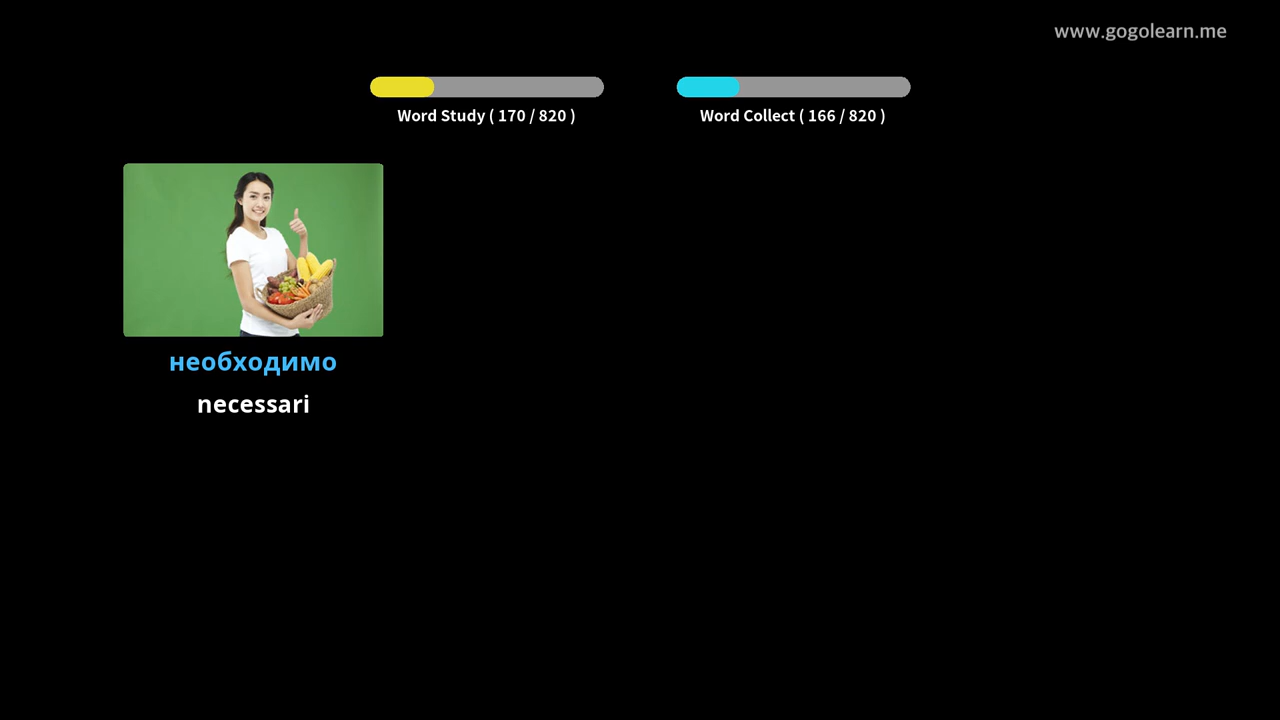 www.gogolearn.me
Word Study ( 170 / 820 )
Word Collect ( 166 / 820 )
необходимо
necessari